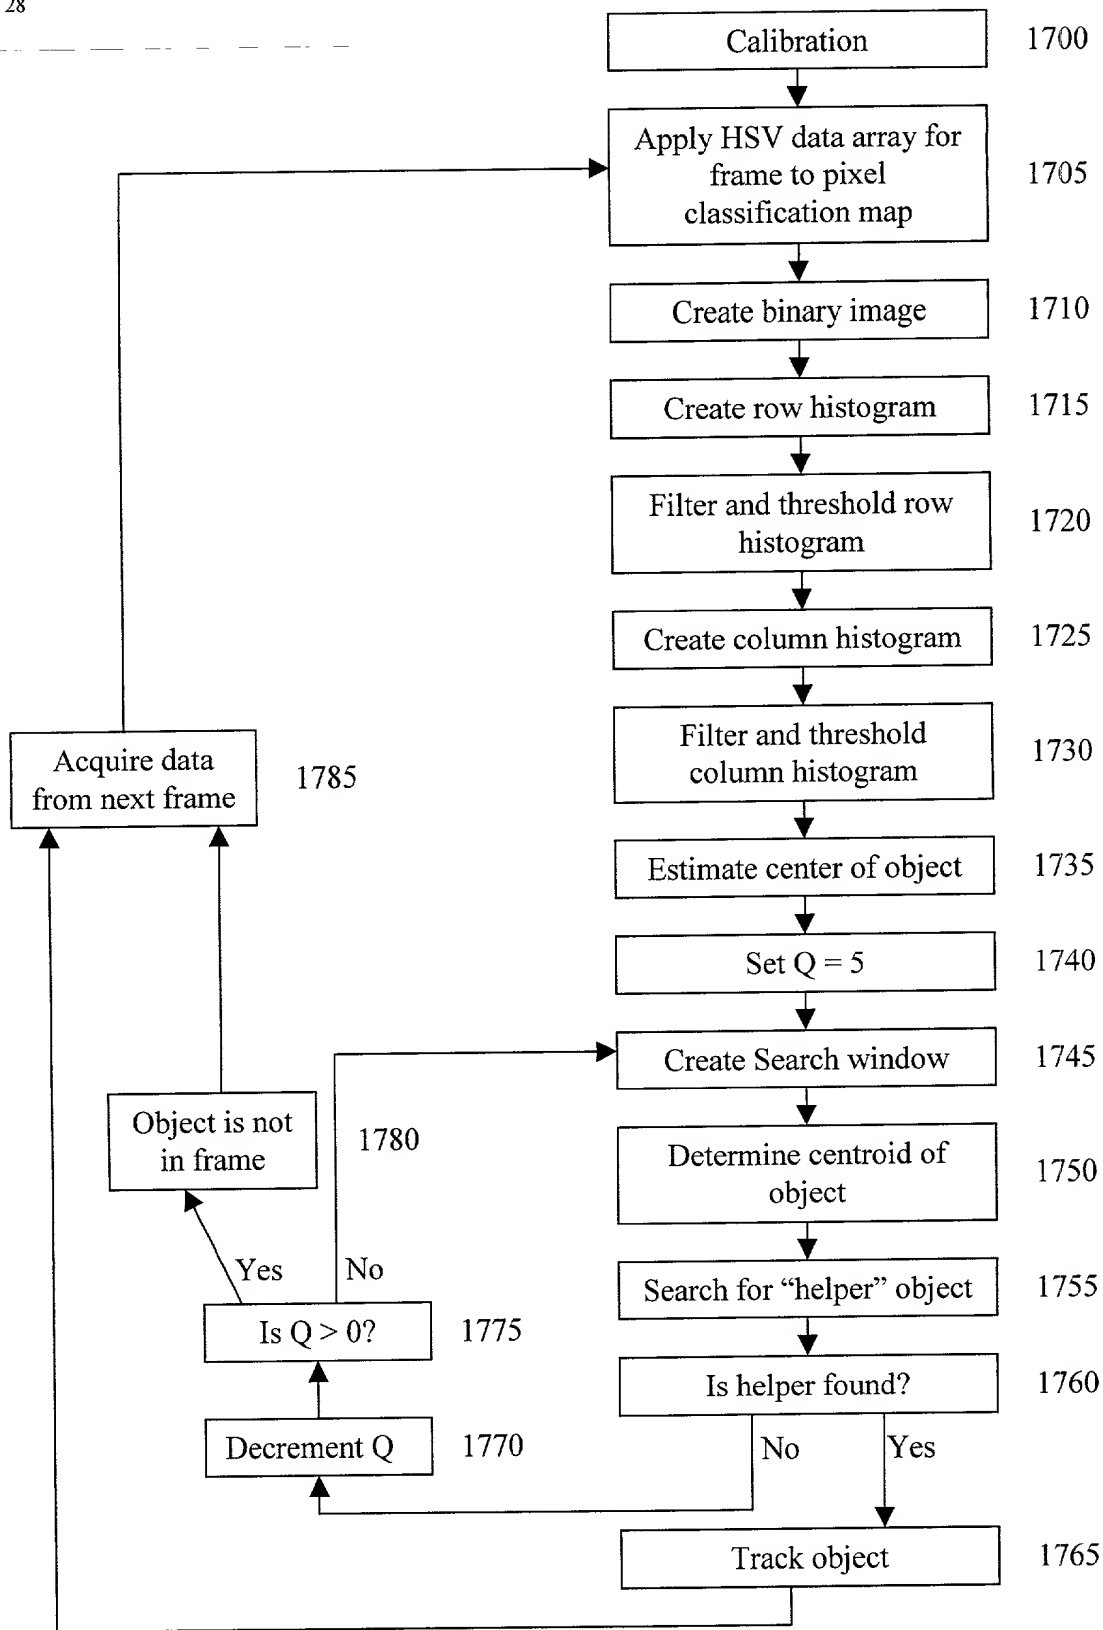 28
Calibration
1700
Apply HSV data array for
frame to pixel
classification map
1705
Create binary image
1710
Create row histogram
1715
Filter and threshold row
histogram
1720
Create column histogram
1725
Filter and threshold
column histogram
1730
Acquire data
from next frame
1785
Estimate center of object
1735
Set Q = 5
1740
Create Search window
1745
Object is not
in frame
1780
Determine centroid of
object
1750
Yes
No
Search for “helper” object
1755
Is Q > 0?
1775
Is helper found?
1760
Decrement Q
1770
No
Yes
Track object
1765